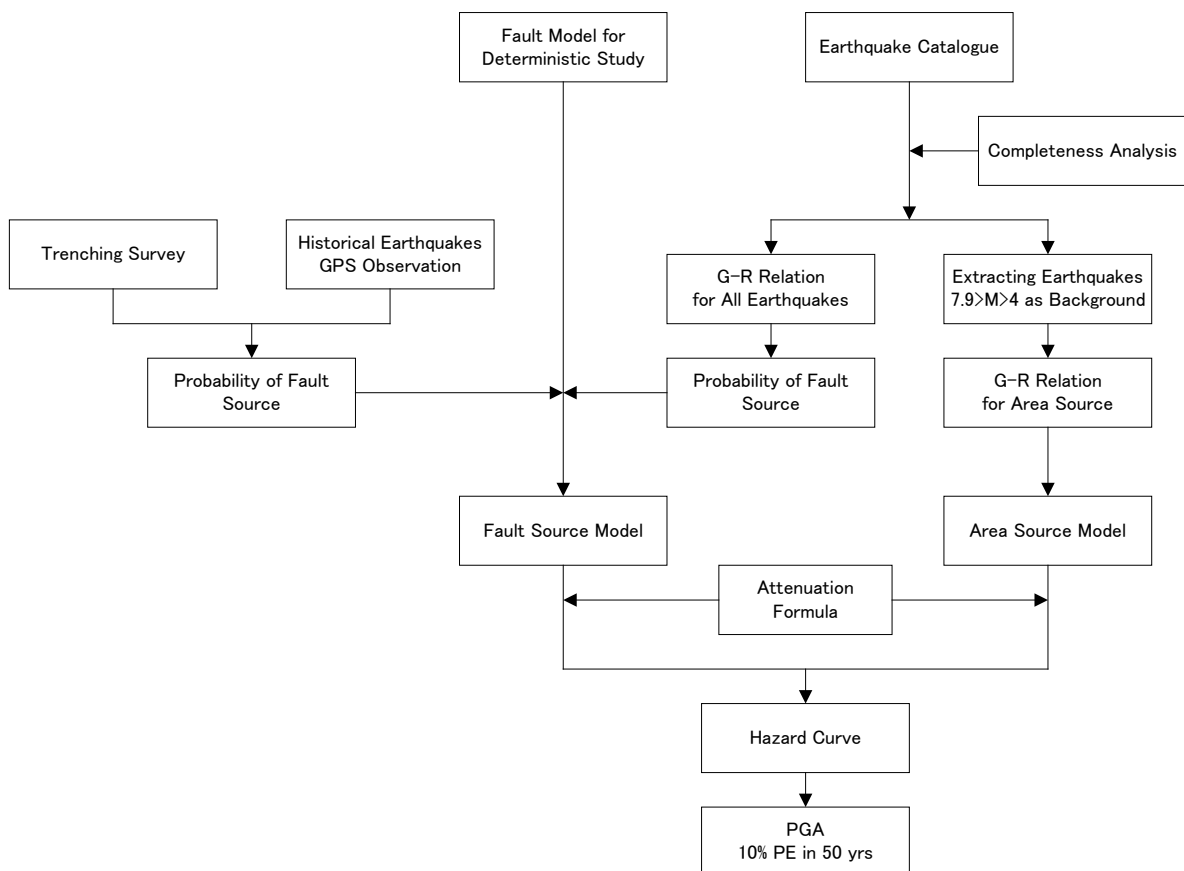 Fault Model for
Deterministic Study
Earthquake Catalogue
Completeness Analysis
Trenching Survey
Historical Earthquakes
GPS Observation
G-R Relation
for All Earthquakes
Extracting Earthquakes
7.9>M>4 as Background
Probability of Fault
Source
Probability of Fault
Source
G-R Relation
for Area Source
Fault Source Model
Area Source Model
Attenuation
Formula
Hazard Curve
PGA
10% PE in 50 yrs